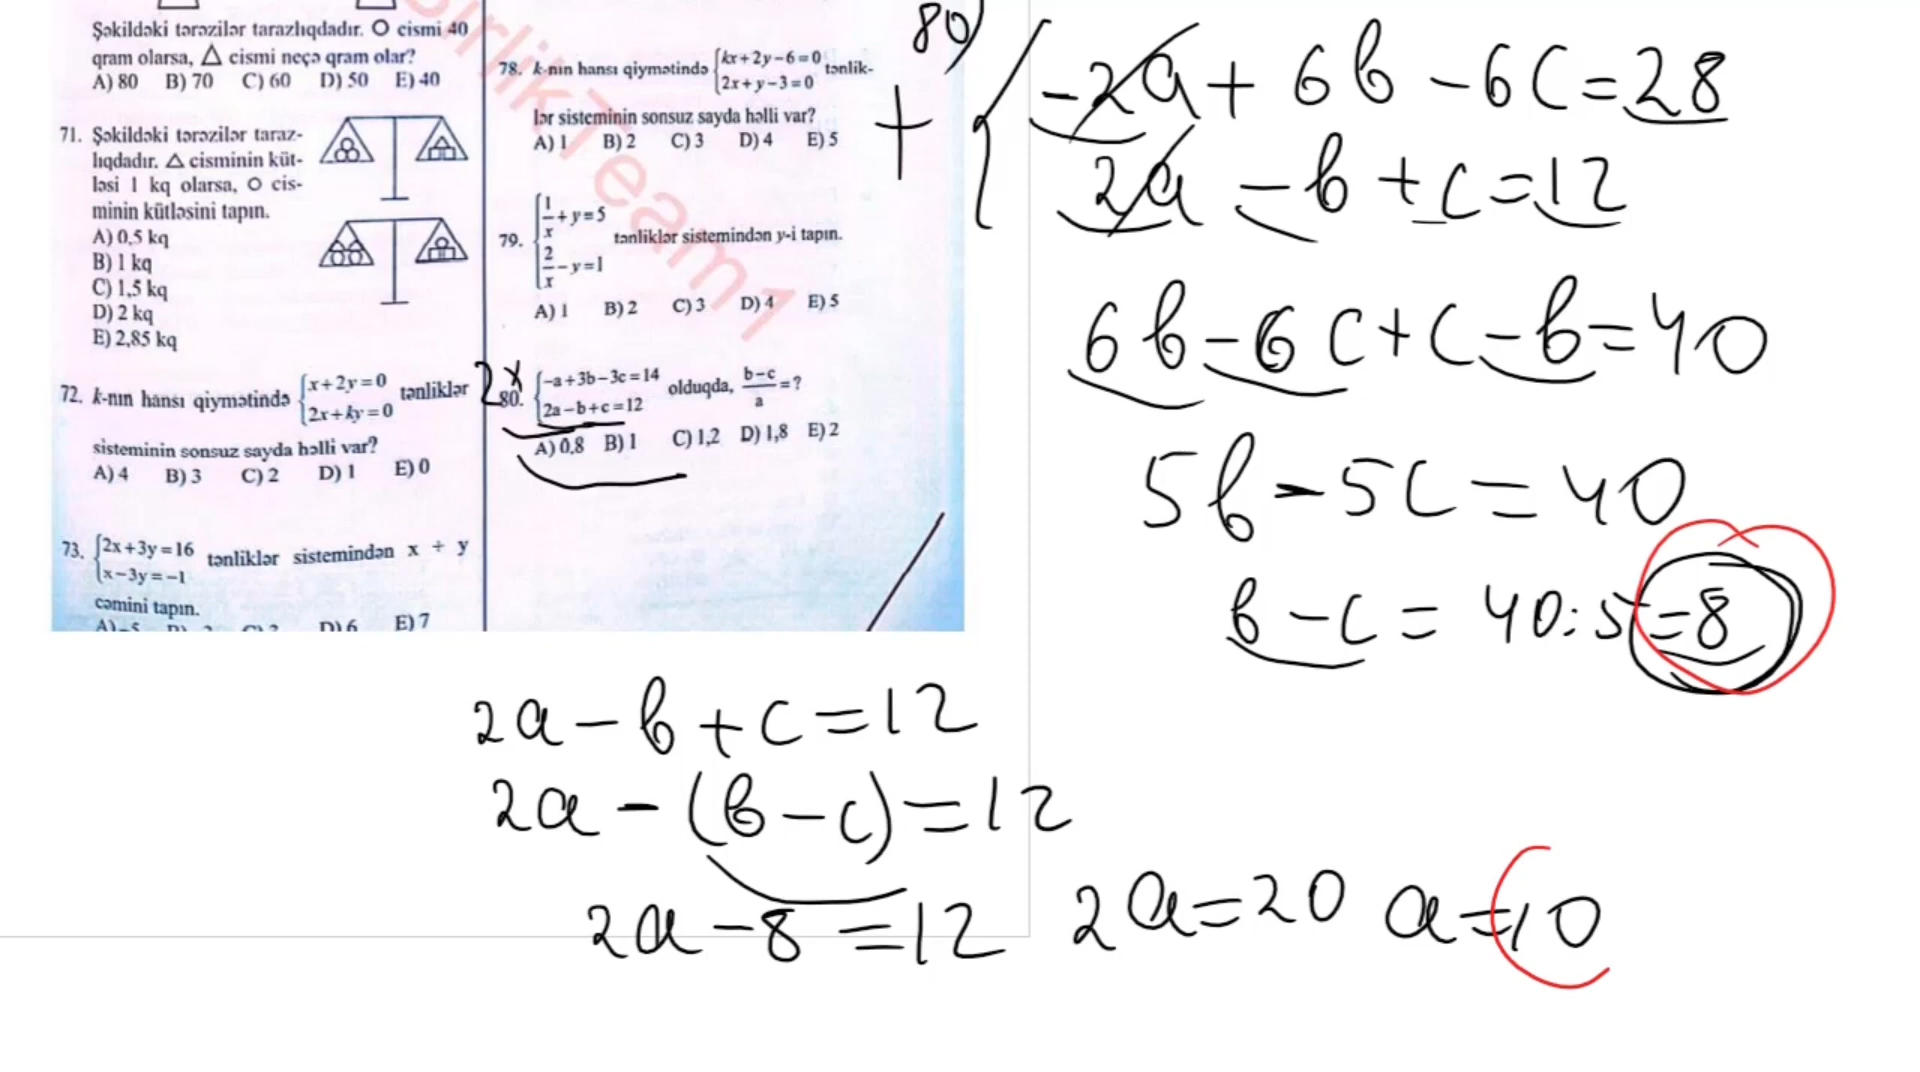 Şəkildəki tərəzilər tarazlıqdadır. O cismi 40
qram olarsa, △ cismi neçə qram olar?
A) 80 B) 70 C) 60 D) 50 E) 40
71. Şəkildəki tərəzilər taraz-
lıqdadır. △ cisminin küt-
ləsi 1 kq olarsa, O cis-
minin kütləsini tapın.
A) 0,5 kq
B) 1 kq
C) 1,5 kq
D) 2 kq
E) 2,85 kq
72. k-nın hansı qiymətində {x+2y=0 tənliklər
2x+ky=0
sisteminin sonsuz sayda həlli var?
A) 4 B) 3 C) 2 D) 1 E) 0
73. {2x+3y=16 tənliklər sistemindən x + y
x−3y=−1
cəmini tapın.
D) 6 E) 7
78. k-nın hansı qiymətində {kx+2y−6=0 tənlik-
2x+y−3=0
lər sisteminin sonsuz sayda həlli var?
A) 1 B) 2 C) 3 D) 4 E) 5
79. {1/x+y=5 tənliklər sistemindən y-i tapın.
2/x−y=1
A) 1 B) 2 C) 3 D) 4 E) 5
2x
80. {−a+3b−3c=14 olduqda, b−c/a=?
2a−b+c=12
A) 0,8 B) 1 C) 1,2 D) 1,8 E) 2
BirlikTeam1
80)
+ {−2a + 6b − 6c = 28
2a − b + c = 12
6b − 6c + c − b = 40
5b − 5c = 40
b − c = 40:5 = 8
2a − b + c = 12
2a − (b − c) = 12
2a − 8 = 12 2a = 20 a = 10